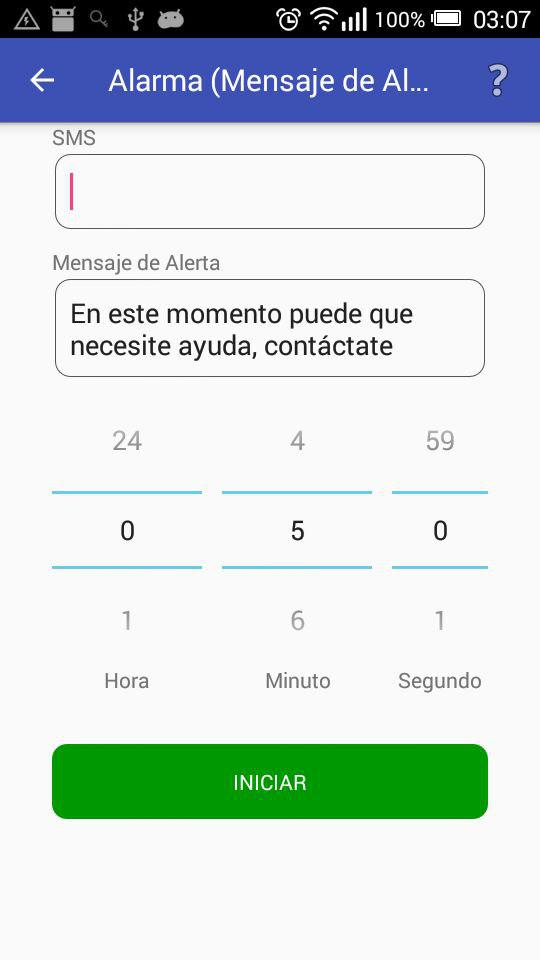 100% 03:07
Alarma (Mensaje de Al... ?
SMS
Mensaje de Alerta
En este momento puede que
necesite ayuda, contáctate
24 4 59
0 5 0
1 6 1
Hora Minuto Segundo
INICIAR